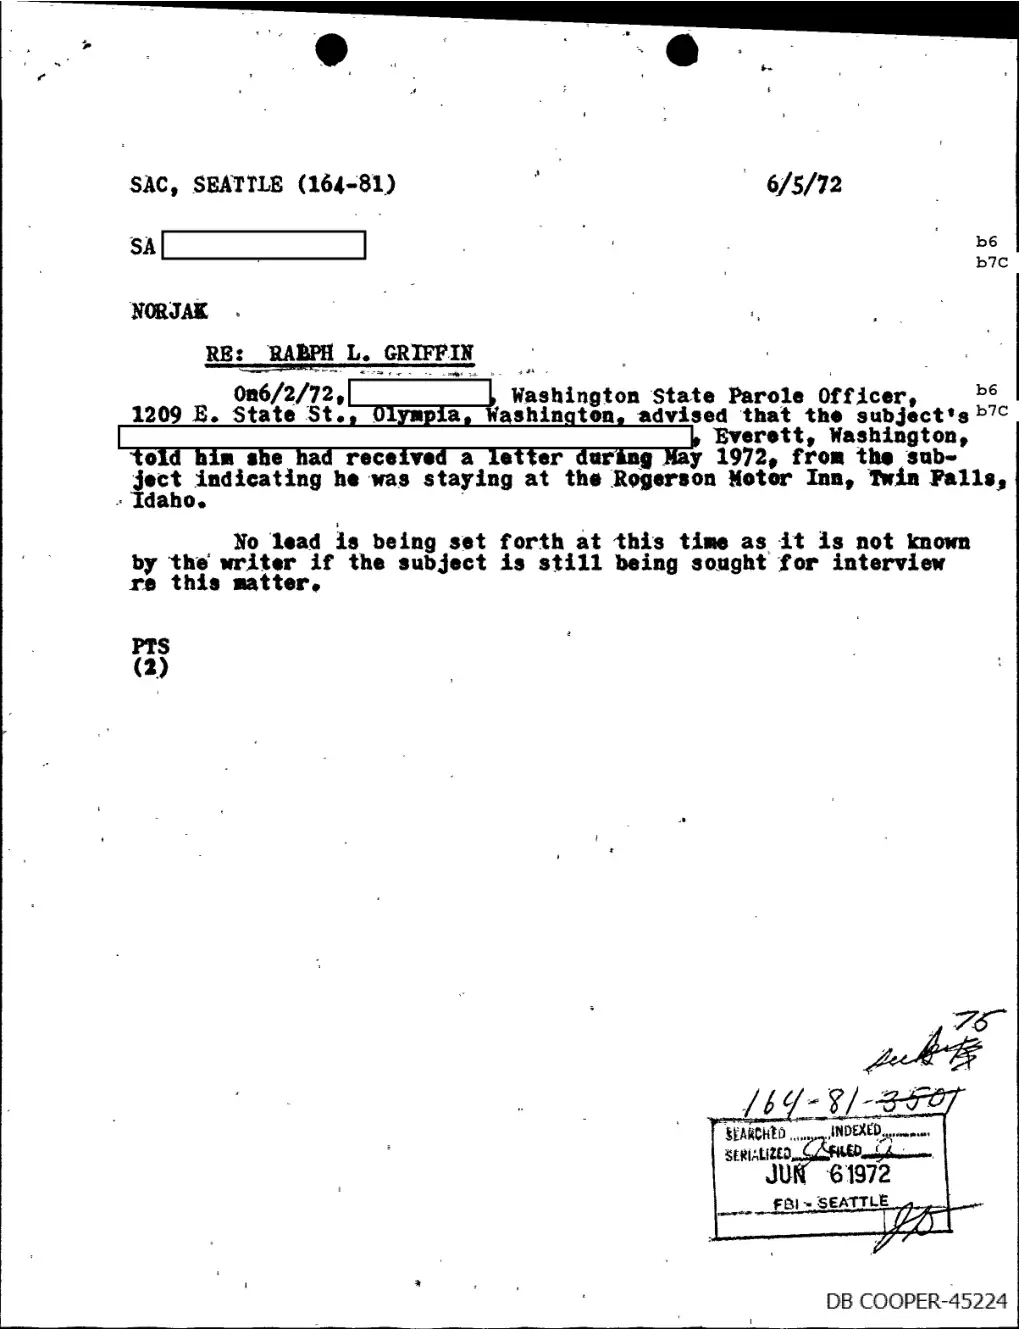 SAC, SEATTLE (164-81) 6/5/72
SA b6
b7C
NORJAK
RE: RALPH L. GRIFFIN
On6/2/72, , Washington State Parole Officer, b6
1209 E. State St., Olympia, Washington, advised that the subject's b7C
, Everett, Washington,
told him she had received a letter during May 1972, from the sub-
ject indicating he was staying at the Rogerson Motor Inn, Twin Falls,
Idaho.
No lead is being set forth at this time as it is not known
by the writer if the subject is still being sought for interview
re this matter.
PTS
(2)
75
164-81-3501
SEARCHED INDEXED
SERIALIZED FILED
JUN 6 1972
FBI - SEATTLE
DB COOPER-45224